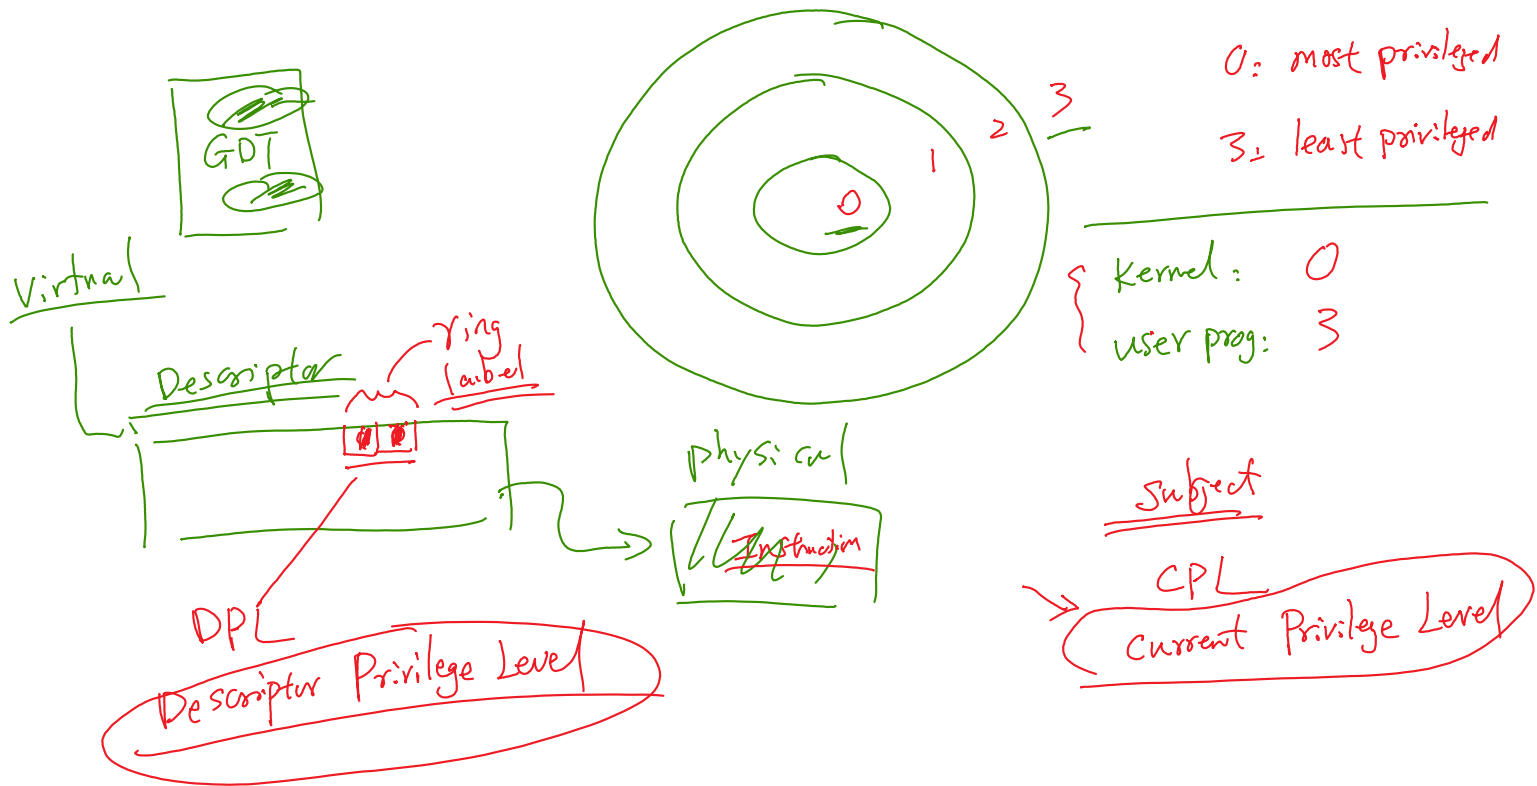 0: most privileged
3: least privileged
3
2
1
0
GDT
Virtual
Kernel: 0
user prog: 3
ring
label
Descriptor
physical
Instruction
subject
CPL
Current Privilege Level
DPL
Descriptor Privilege Level